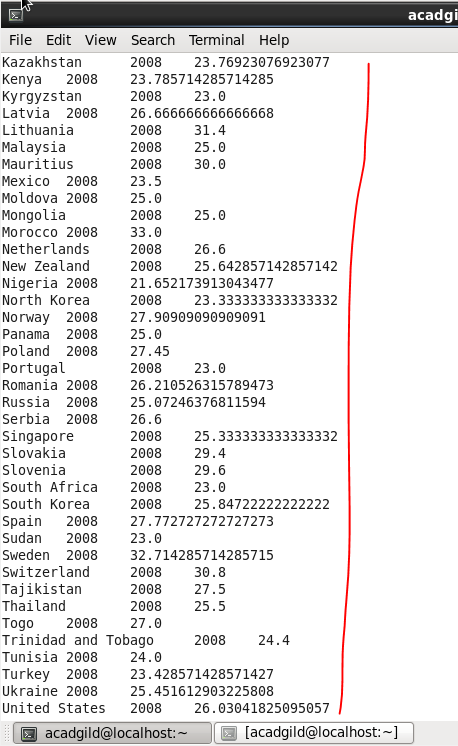 acadgi
File Edit View Search Terminal Help
Kazakhstan 2008 23.76923076923077
Kenya 2008 23.785714285714285
Kyrgyzstan 2008 23.0
Latvia 2008 26.666666666666668
Lithuania 2008 31.4
Malaysia 2008 25.0
Mauritius 2008 30.0
Mexico 2008 23.5
Moldova 2008 25.0
Mongolia 2008 25.0
Morocco 2008 33.0
Netherlands 2008 26.6
New Zealand 2008 25.642857142857142
Nigeria 2008 21.652173913043477
North Korea 2008 23.333333333333332
Norway 2008 27.90909090909091
Panama 2008 25.0
Poland 2008 27.45
Portugal 2008 23.0
Romania 2008 26.210526315789473
Russia 2008 25.07246376811594
Serbia 2008 26.6
Singapore 2008 25.333333333333332
Slovakia 2008 29.4
Slovenia 2008 29.6
South Africa 2008 23.0
South Korea 2008 25.84722222222222
Spain 2008 27.772727272727273
Sudan 2008 23.0
Sweden 2008 32.714285714285715
Switzerland 2008 30.8
Tajikistan 2008 27.5
Thailand 2008 25.5
Togo 2008 27.0
Trinidad and Tobago 2008 24.4
Tunisia 2008 24.0
Turkey 2008 23.428571428571427
Ukraine 2008 25.451612903225808
United States 2008 26.03041825095057
acadgild@localhost:~ [acadgild@localhost:~]